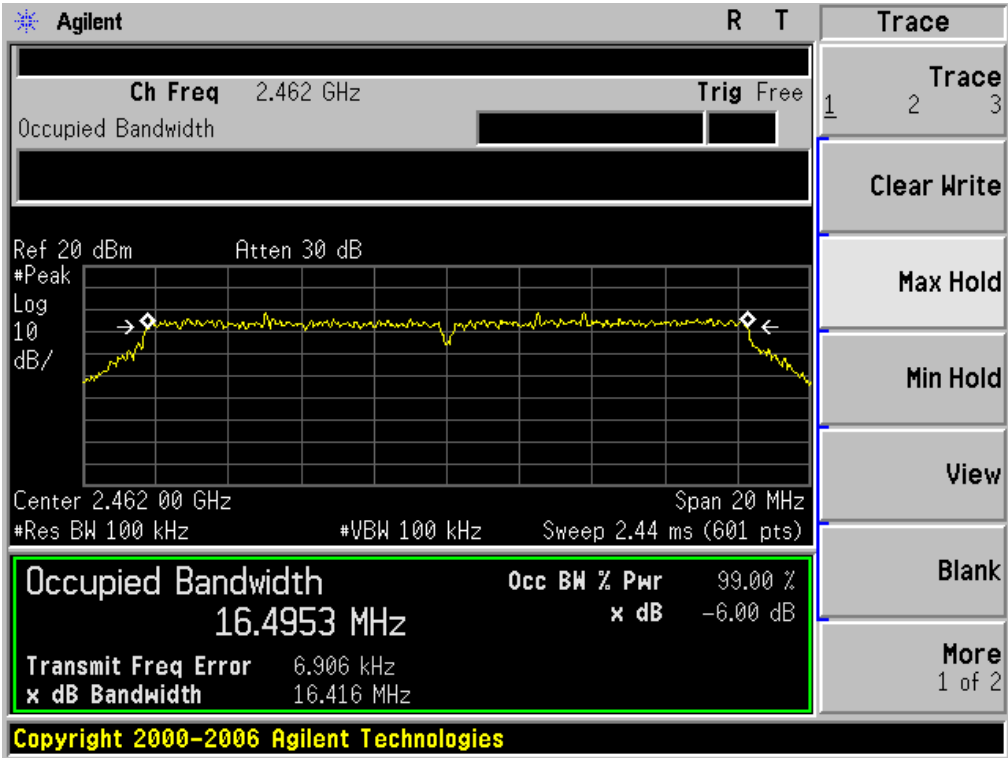 Agilent R T
Ch Freq 2.462 GHz Trig Free
Occupied Bandwidth
Ref 20 dBm Atten 30 dB
#Peak
Log
10
dB/
Center 2.462 00 GHz Span 20 MHz
#Res BW 100 kHz #VBW 100 kHz Sweep 2.44 ms (601 pts)
Occupied Bandwidth
16.4953 MHz
Occ BW % Pwr 99.00 %
x dB -6.00 dB
Transmit Freq Error 6.906 kHz
x dB Bandwidth 16.416 MHz
Copyright 2000-2006 Agilent Technologies
Trace
Trace
1 2 3
Clear Write
Max Hold
Min Hold
View
Blank
More
1 of 2